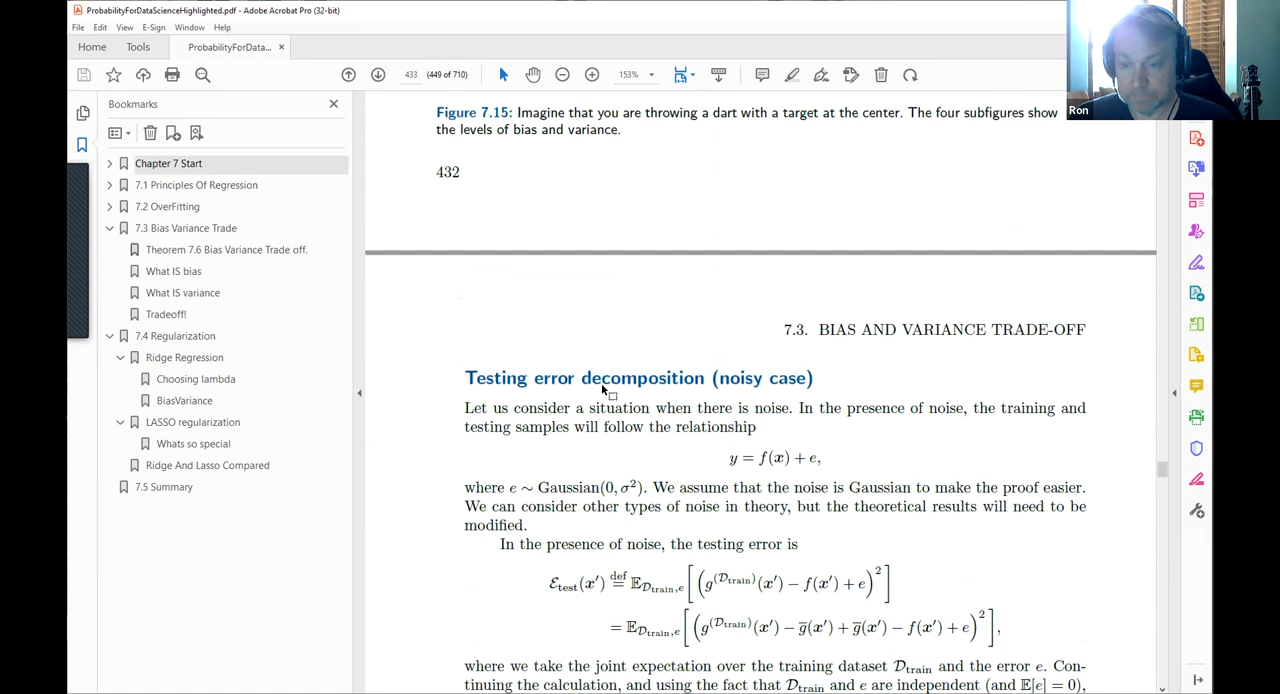 ProbabilityForDataScienceHighlighted.pdf - Adobe Acrobat Pro (32-bit)
File Edit View E-Sign Window Help
Home Tools ProbabilityForData... ×
433 (449 of 710) 153%
Ron
Bookmarks
Chapter 7 Start
7.1 Principles Of Regression
7.2 OverFitting
7.3 Bias Variance Trade
Theorem 7.6 Bias Variance Trade off.
What IS bias
What IS variance
Tradeoff!
7.4 Regularization
Ridge Regression
Choosing lambda
BiasVariance
LASSO regularization
Whats so special
Ridge And Lasso Compared
7.5 Summary
Figure 7.15: Imagine that you are throwing a dart with a target at the center. The four subfigures show
the levels of bias and variance.
432
7.3. BIAS AND VARIANCE TRADE-OFF
Testing error decomposition (noisy case)
Let us consider a situation when there is noise. In the presence of noise, the training and
testing samples will follow the relationship
y = f(x) + e,
where e ∼ Gaussian(0, σ²). We assume that the noise is Gaussian to make the proof easier.
We can consider other types of noise in theory, but the theoretical results will need to be
modified.
In the presence of noise, the testing error is
ℰ_test(x′) ≝ 𝔼_{𝒟_train,e}[(g^{(𝒟_train)}(x′) − f(x′) + e)²]
= 𝔼_{𝒟_train,e}[(g^{(𝒟_train)}(x′) − g̅(x′) + g̅(x′) − f(x′) + e)²],
where we take the joint expectation over the training dataset 𝒟_train and the error e. Con-
tinuing the calculation, and using the fact that 𝒟_train and e are independent (and 𝔼[e] = 0),